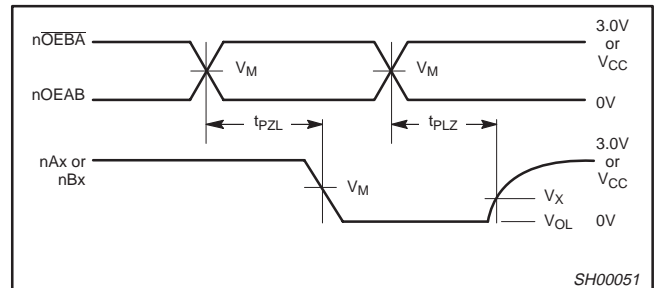 nOEBA
VM
VM
3.0V
or
VCC
nOEAB
0V
tPZL
tPLZ
nAx or
nBx
VM
3.0V
or
VCC
VX
VOL
0V
SH00051